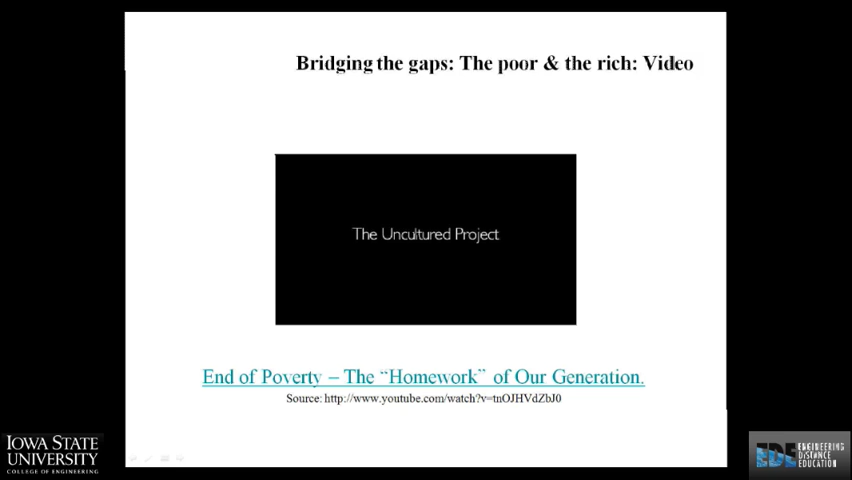 Bridging the gaps: The poor & the rich: Video
The Uncultured Project
End of Poverty – The “Homework” of Our Generation.
Source: http://www.youtube.com/watch?v=tnOJHVdZbJ0
IOWA STATE
UNIVERSITY
COLLEGE OF ENGINEERING
EDE
ENGINEERING
DISTANCE
EDUCATION